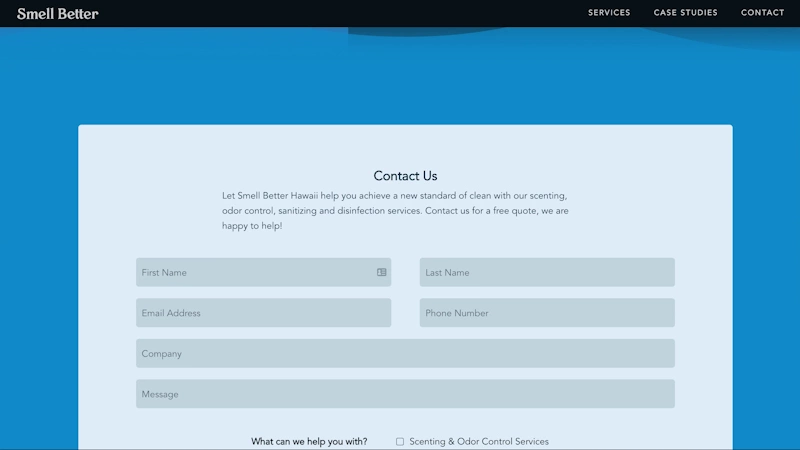 Smell Better
SERVICES CASE STUDIES CONTACT
Contact Us
Let Smell Better Hawaii help you achieve a new standard of clean with our scenting,
odor control, sanitizing and disinfection services. Contact us for a free quote, we are
happy to help!
First Name
Last Name
Email Address
Phone Number
Company
Message
What can we help you with?
Scenting & Odor Control Services